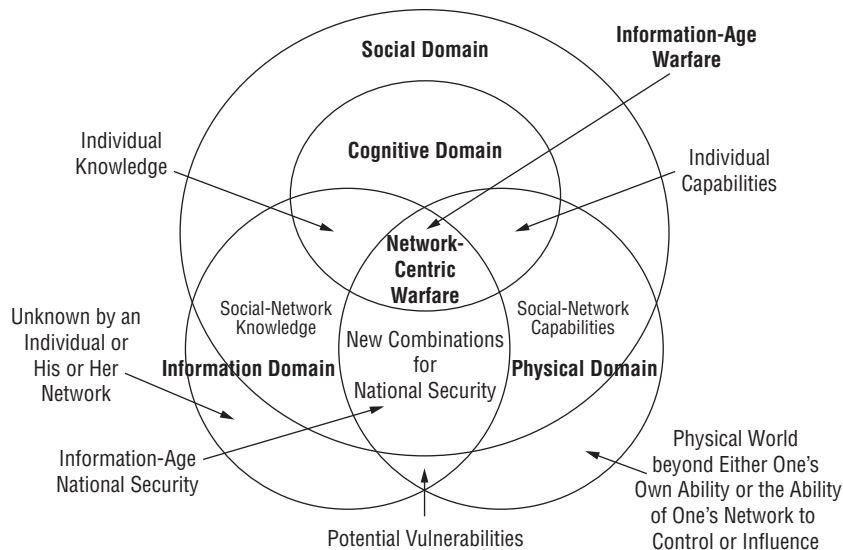 Social Domain
Information-Age
Warfare
Individual
Knowledge
Cognitive Domain
Individual
Capabilities
Network-
Centric
Warfare
Social-Network
Knowledge
Social-Network
Capabilities
Unknown by an
Individual or
His or Her
Network
Information Domain
New Combinations
for
National Security
Physical Domain
Information-Age
National Security
Potential Vulnerabilities
Physical World
beyond Either One's
Own Ability or the Ability
of One's Network to
Control or Influence